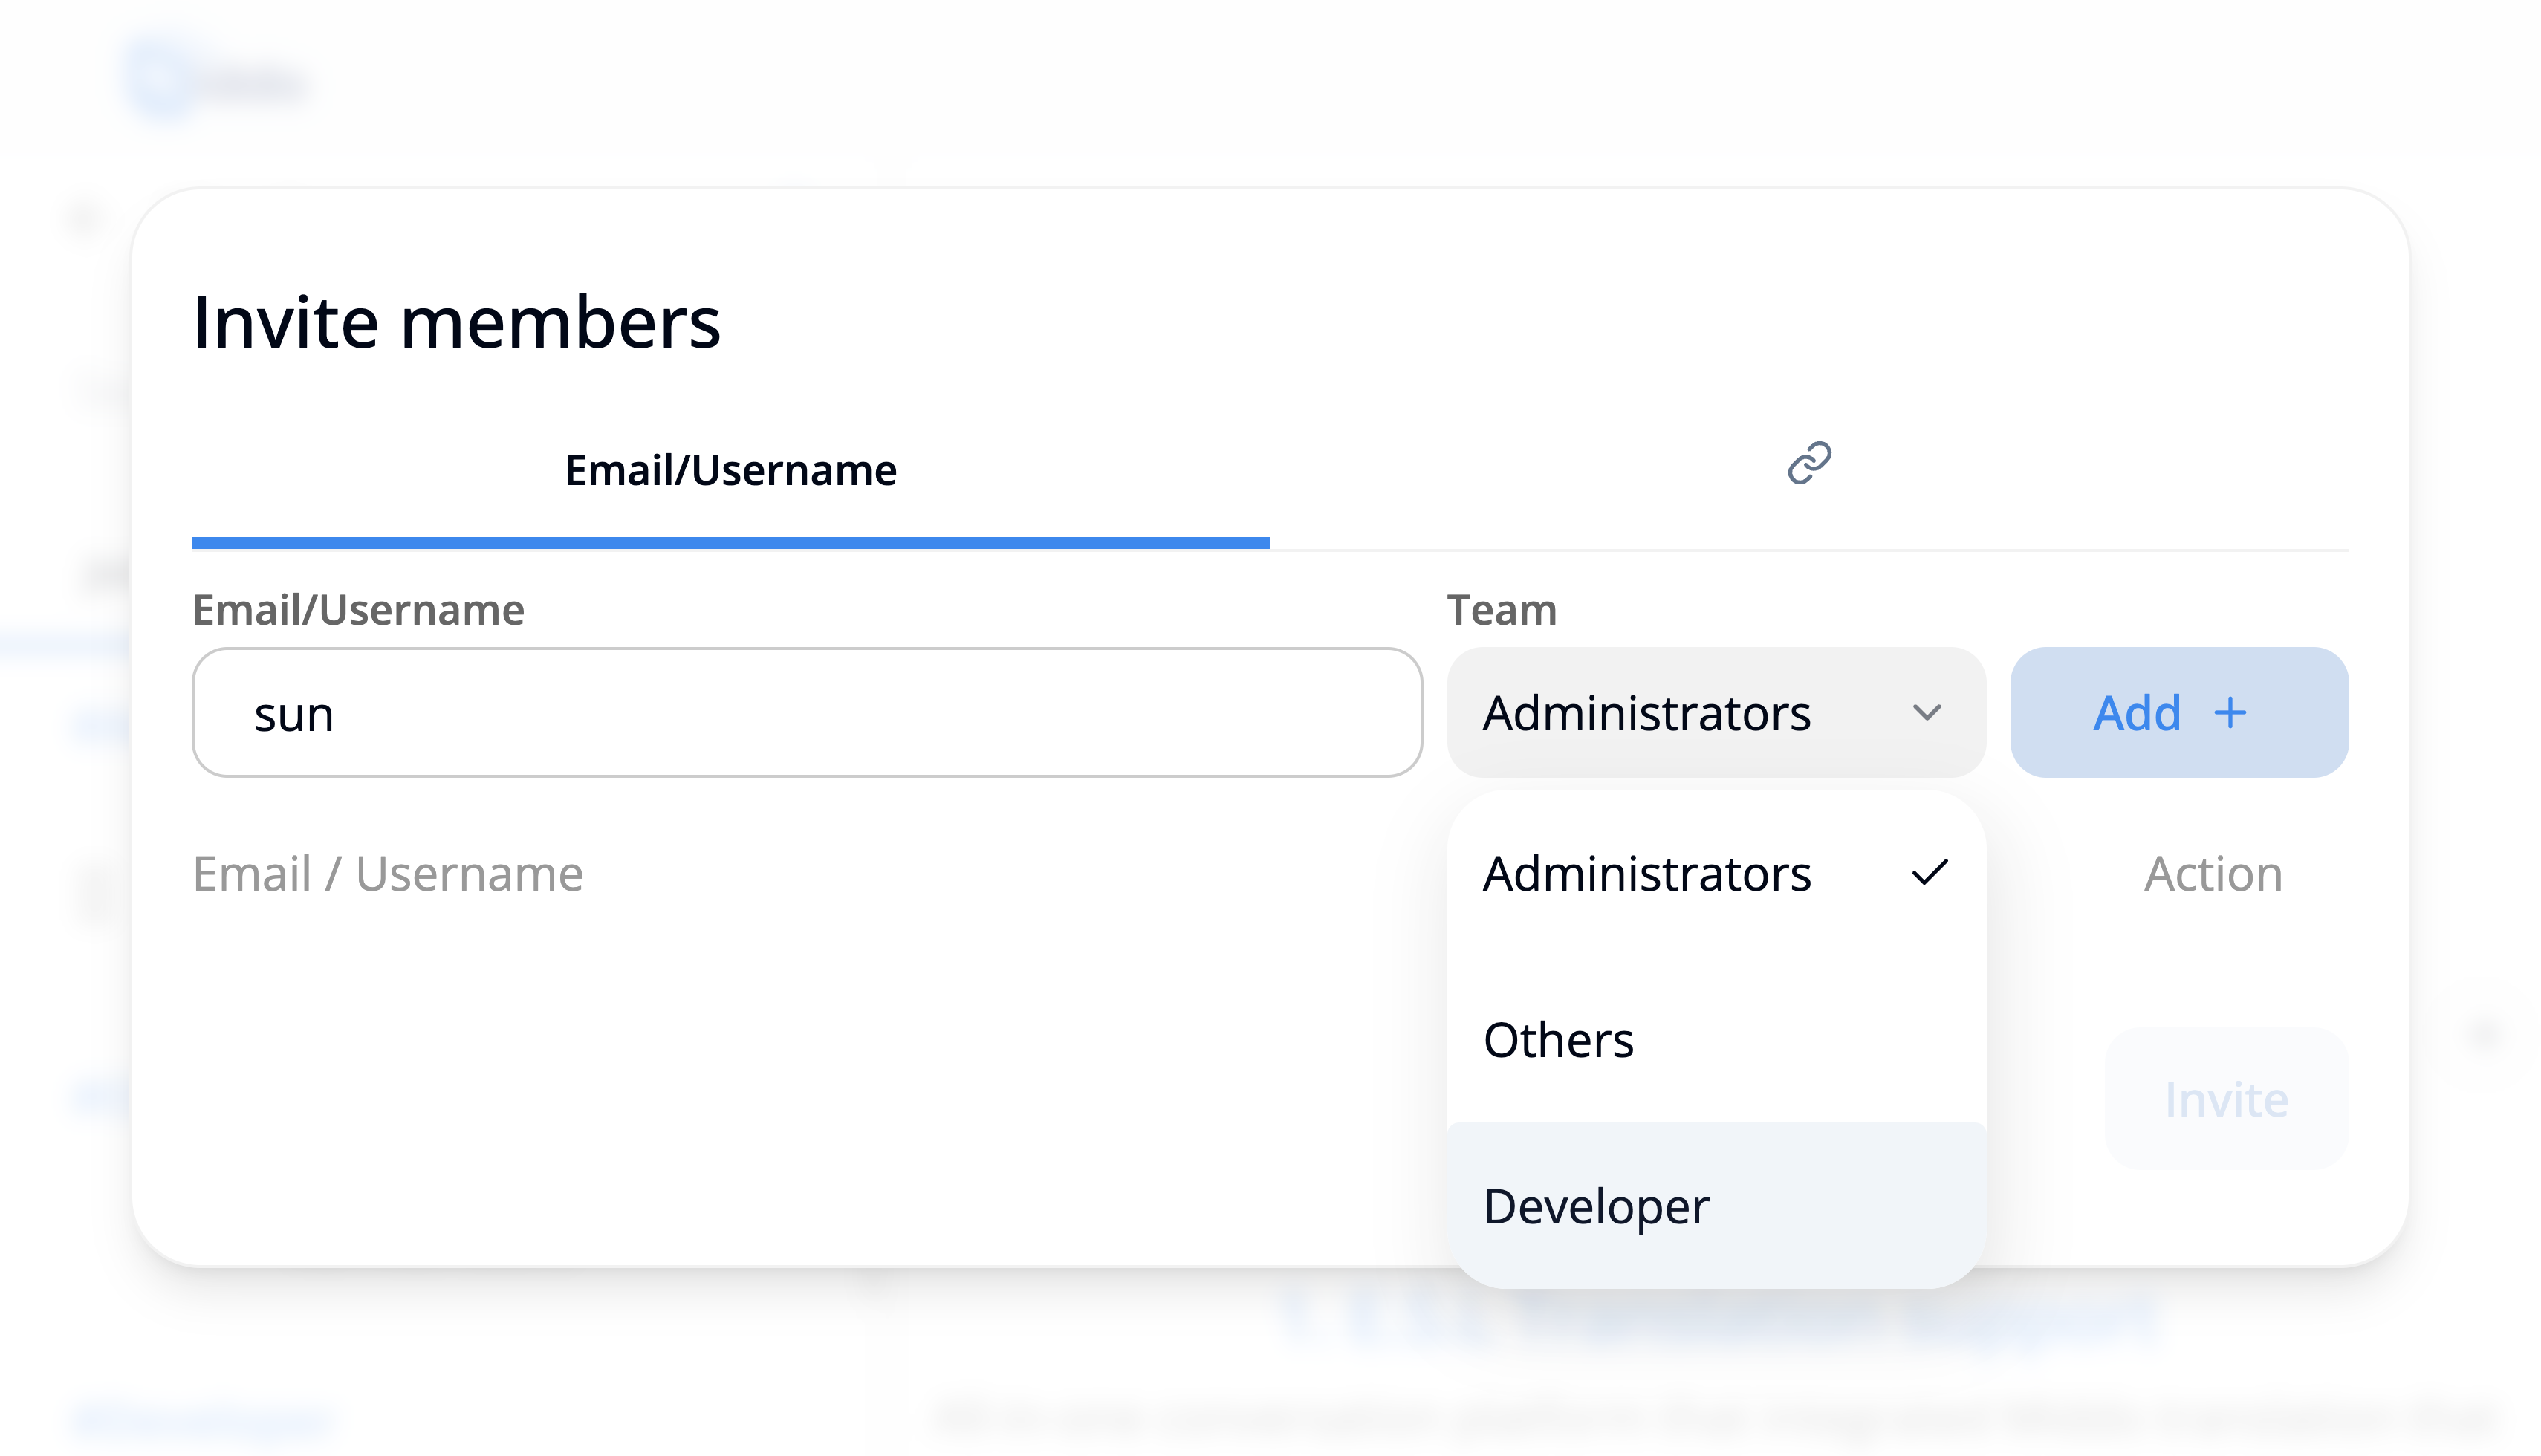 Invite members
Email/Username
Email/Username
Team
sun
Administrators
Add
Email / Username
Administrators
Action
Others
Invite
Developer